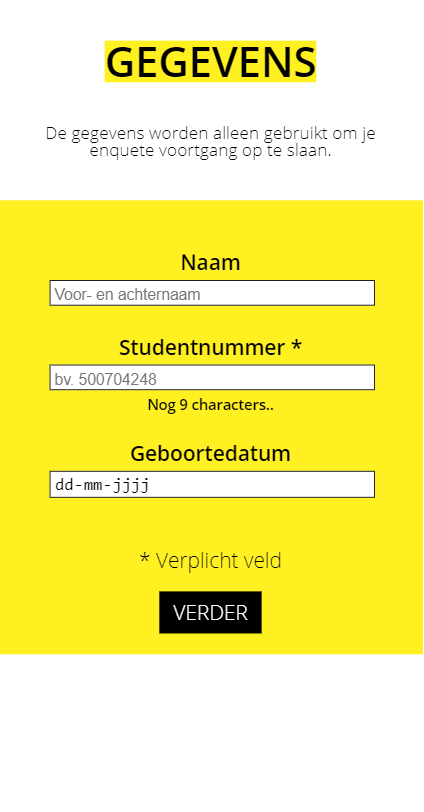 GEGEVENS
De gegevens worden alleen gebruikt om je
enquete voortgang op te slaan.
Naam
Voor- en achternaam
Studentnummer *
bv. 500704248
Nog 9 characters..
Geboortedatum
dd-mm-jjjj
* Verplicht veld
VERDER